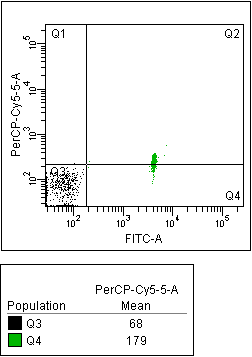 Q1
Q2
10^5
10^4
10^3
10^2
PerCP-Cy5-5-A
Q3
Q4
10^2
10^3
10^4
10^5
FITC-A
PerCP-Cy5-5-A
Population
Mean
Q3
68
Q4
179